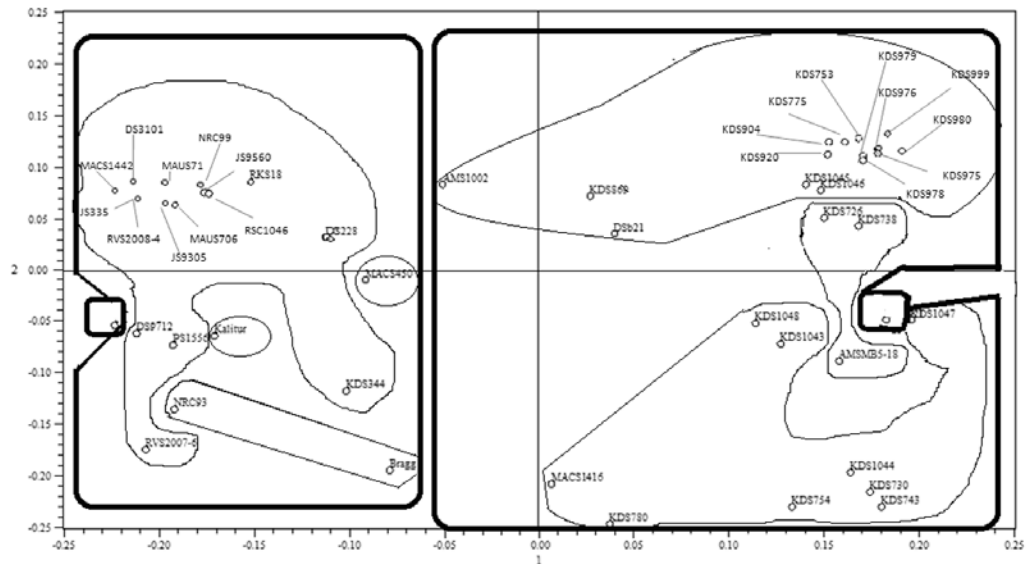 0.25
0.20
KDS979
KDS753
KDS976
KDS999
0.15
KDS775
DS3101
NRC99
KDS980
KDS904
MACS1442
MAUS71
JS9560
0.10
RKS18
KDS920
KDS975
AMS1002
KDS1045
KDS1046
KDS978
KDS869
JS335
0.05
RVS2008-4
MAUS706
RSC1046
KDS726
KDS738
DSb21
JS9305
2
0.00
MACS450
-0.05
DS9712
PS1556
Kalitur
KDS1048
KDS1043
KDS1047
AMSMB5-18
-0.10
KDS344
NRC93
-0.15
RVS2007-6
-0.20
Bragg
MACS1416
KDS1044
KDS730
KDS754
KDS743
KDS780
-0.25
-0.25 -0.20 -0.15 -0.10 0.00 0.05 0.10 0.15 0.20 0.25
1